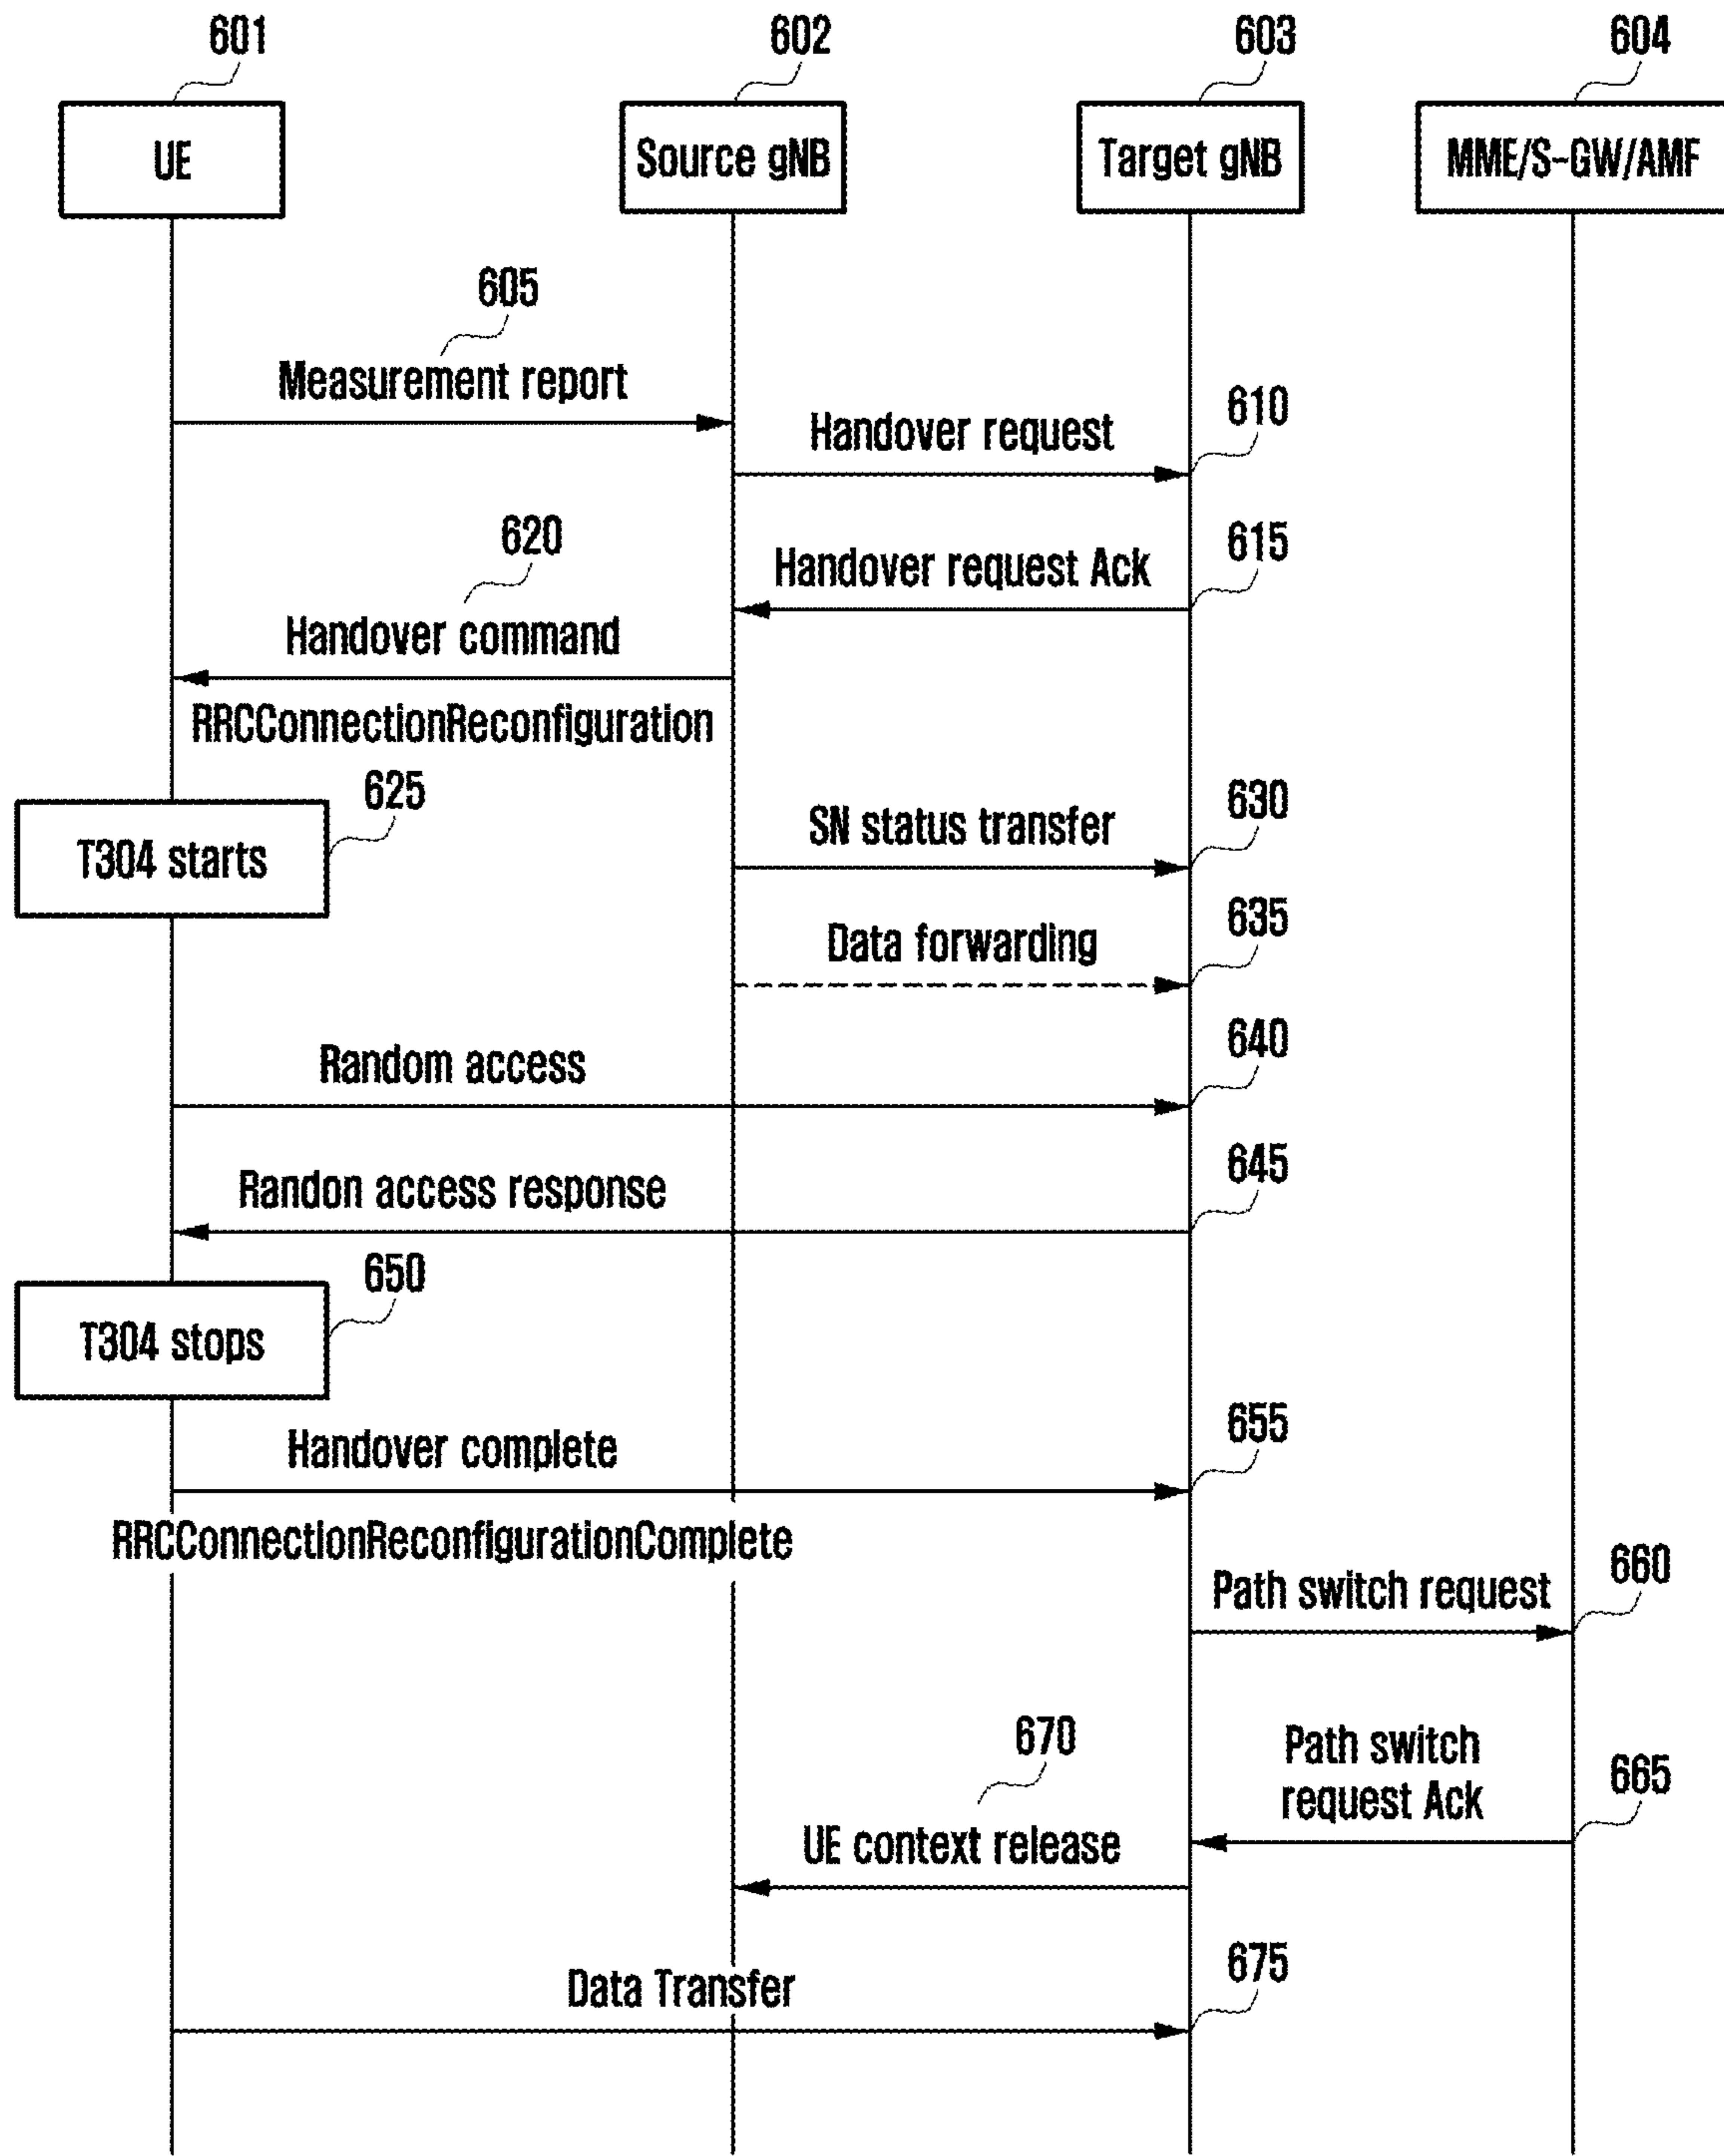 601
602
603
604
UE
Source gNB
Target gNB
MME/S-GW/AMF
605
Measurement report
Handover request
610
620
Handover request Ack
615
Handover command
RRCConnectionReconfiguration
625
T304 starts
SN status transfer
630
Data forwarding
635
Random access
640
Randon access response
645
650
T304 stops
Handover complete
655
RRCConnectionReconfigurationComplete
Path switch request
660
670
Path switch
request Ack
665
UE context release
Data Transfer
675